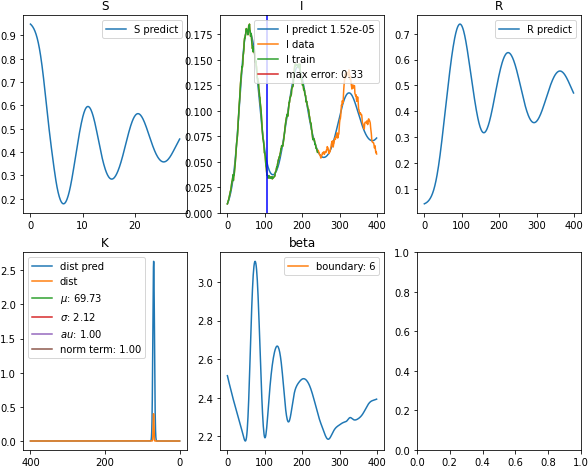 S
I
R
0.9
0.8
0.7
0.6
0.5
0.4
0.3
0.2
S predict
0
10
20
0.175
0.150
0.125
0.100
0.075
0.050
0.025
0.000
I predict 1.52e-05
I data
I train
max error: 0.33
0 100 200 300 400
0.7
0.6
0.5
0.4
0.3
0.2
0.1
R predict
0 100 200 300 400
K
beta
2.5
2.0
1.5
1.0
0.5
0.0
dist pred
dist
μ: 69.73
σ: 2.12
au: 1.00
norm term: 1.00
400 200 0
3.0
2.8
2.6
2.4
2.2
boundary: 6
0 100 200 300 400
1.0
0.8
0.6
0.4
0.2
0.0
0.0 0.2 0.4 0.6 0.8 1.0